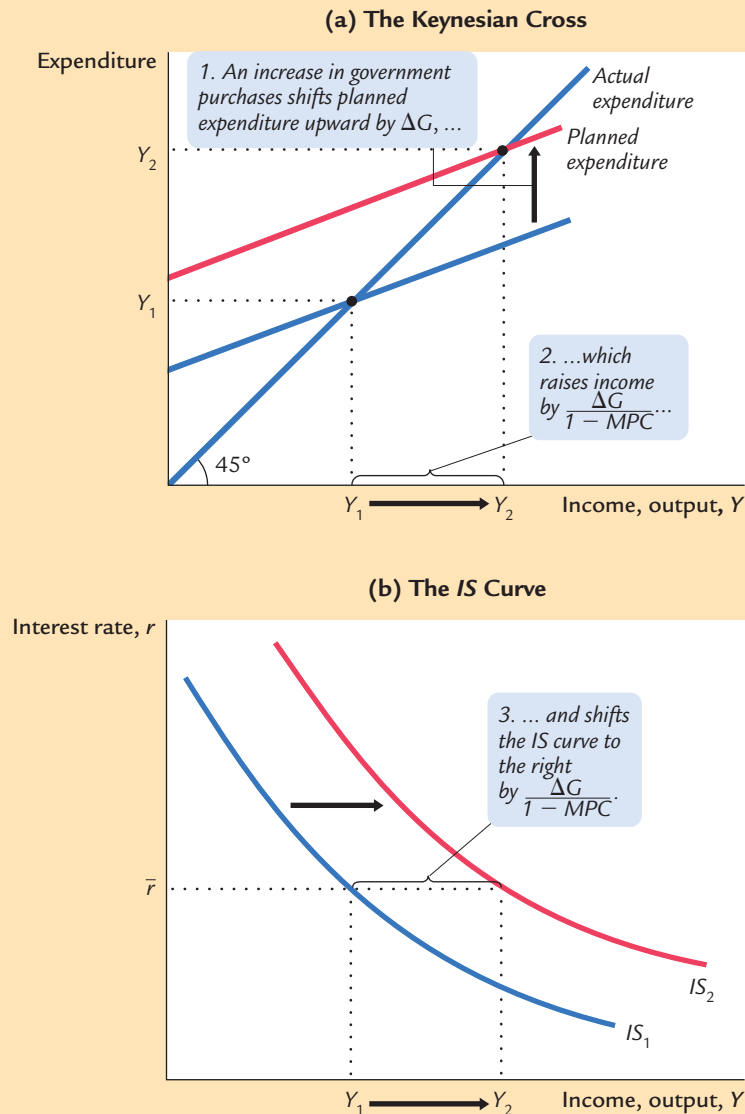 (a) The Keynesian Cross
Expenditure
1. An increase in government
purchases shifts planned
expenditure upward by ΔG, ...
Actual
expenditure
Planned
expenditure
Y₂
Y₁
2. ...which
raises income
by ΔG/(1 − MPC)...
45°
Y₁ Y₂ Income, output, Y
(b) The IS Curve
Interest rate, r
3. ... and shifts
the IS curve to
the right
by ΔG/(1 − MPC).
r̄
IS₂
IS₁
Y₁ Y₂ Income, output, Y